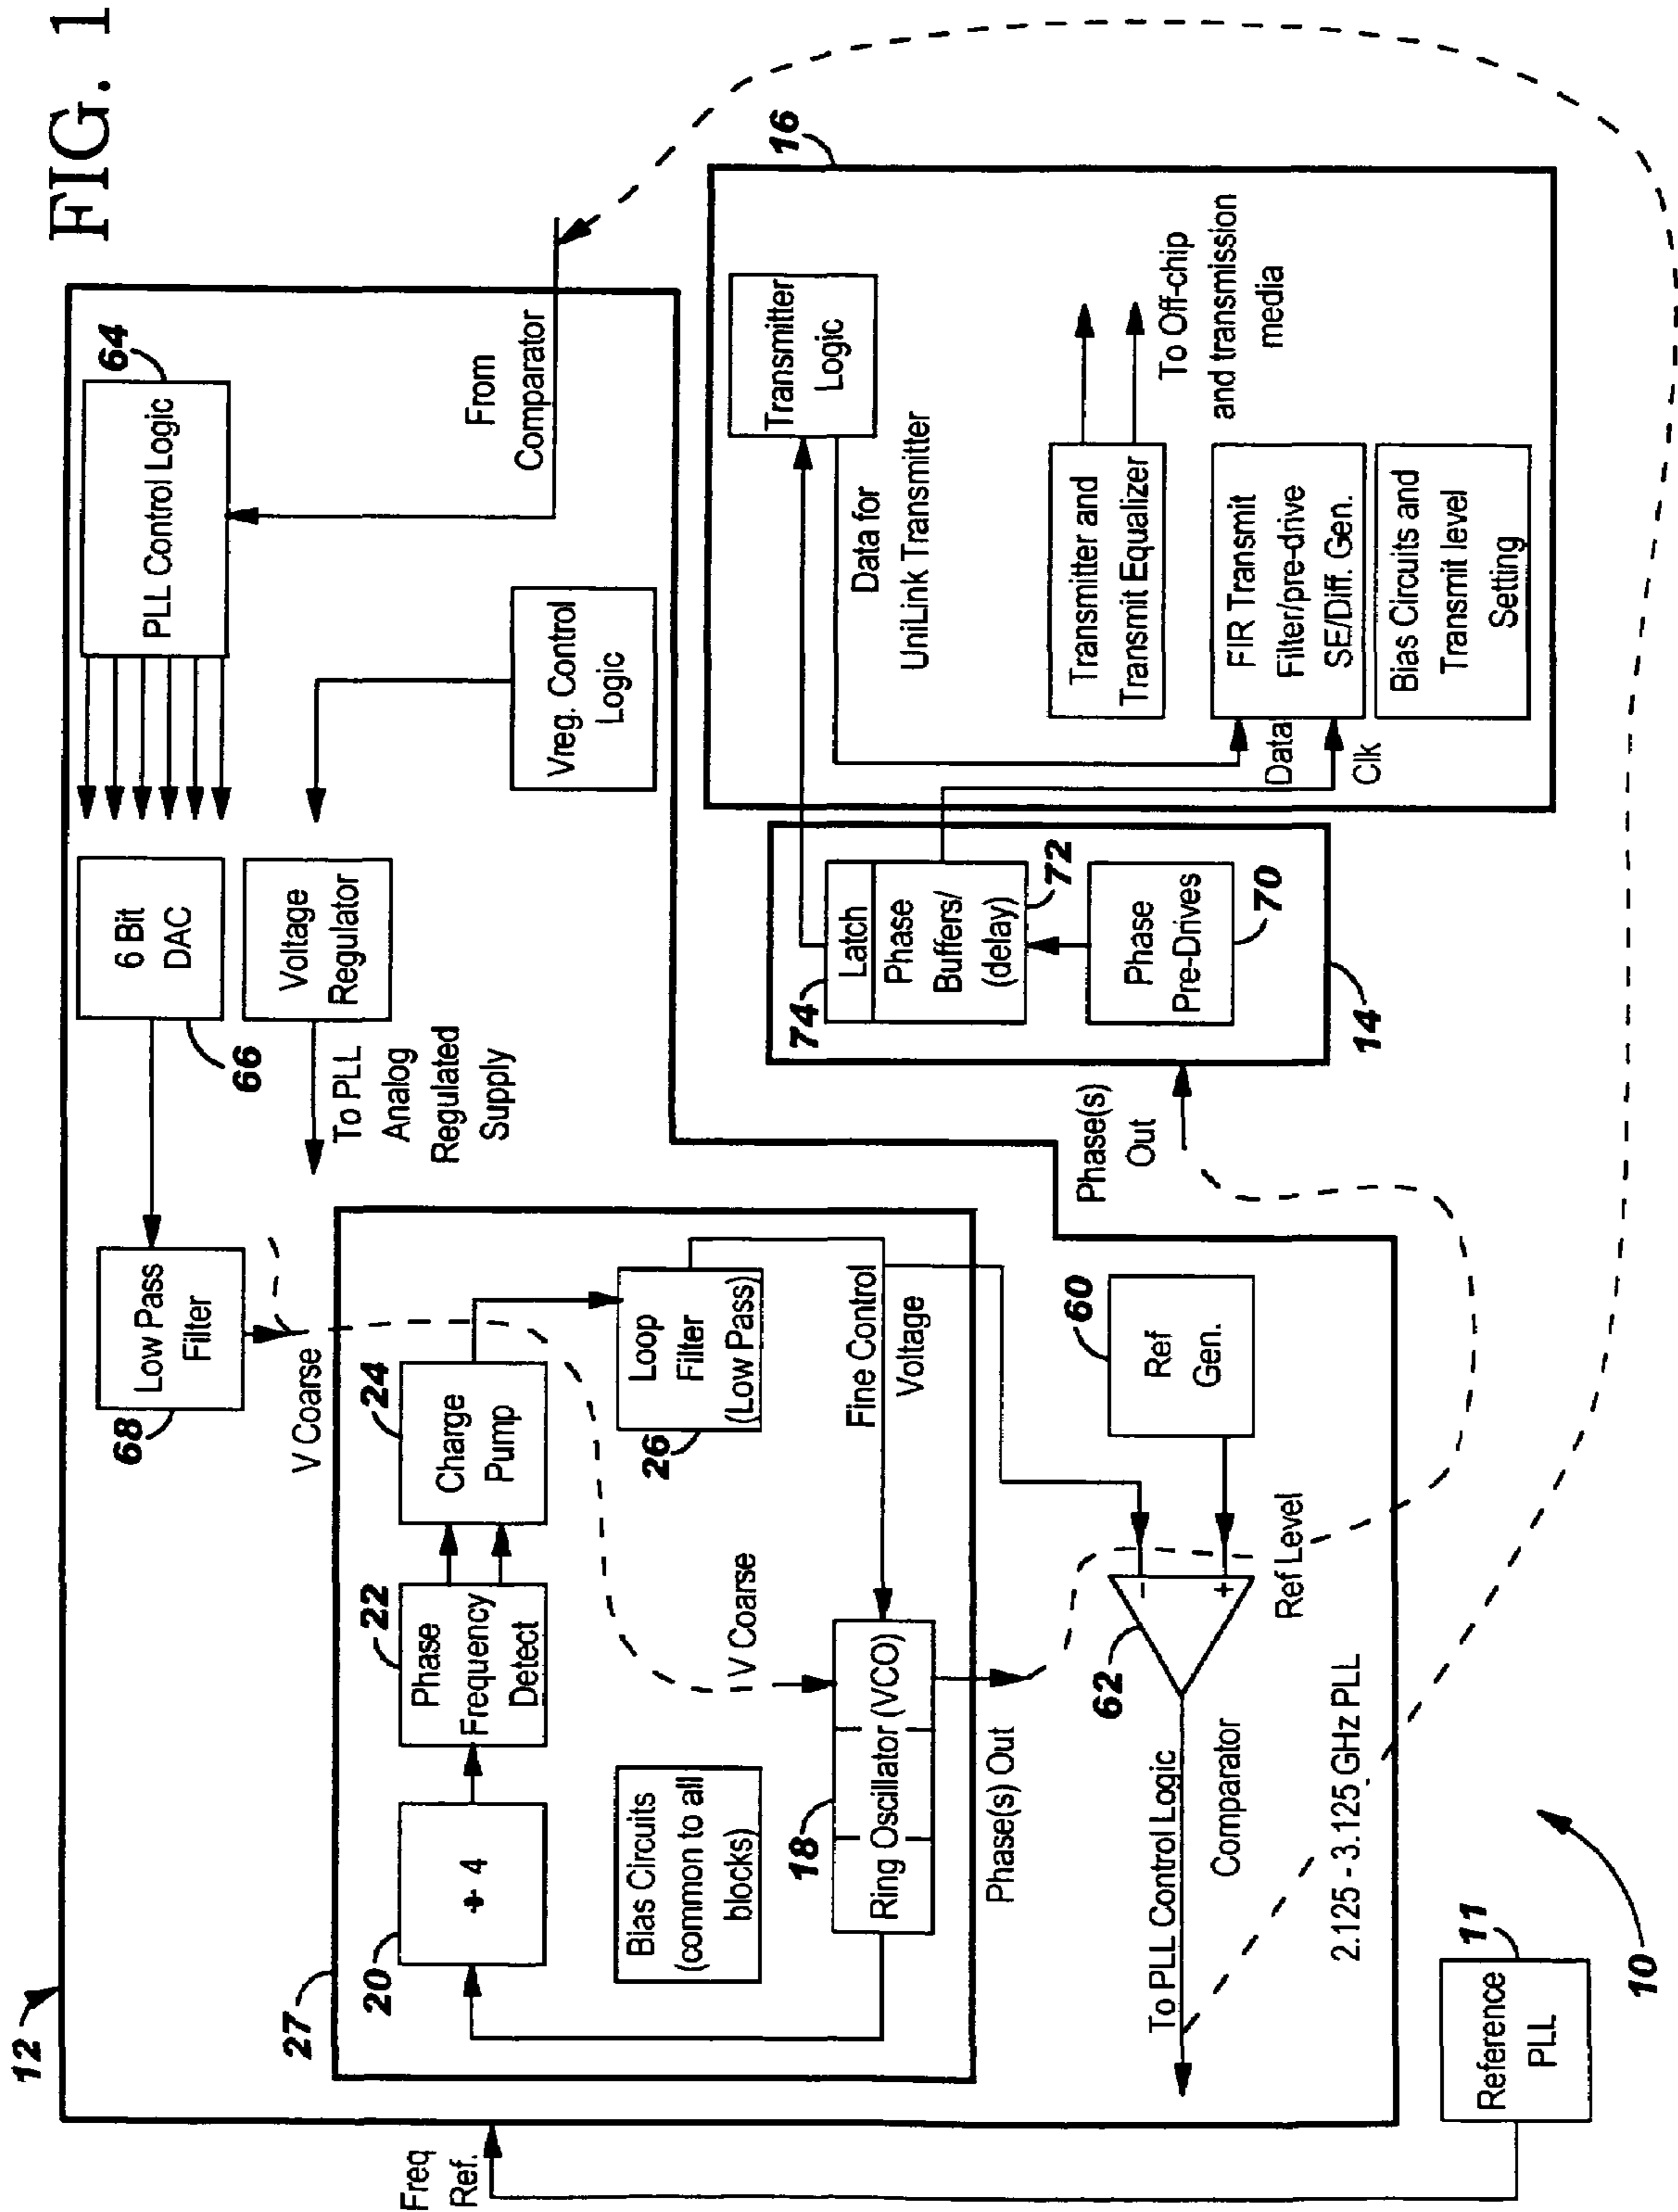 FIG. 1
12
Freq
Ref.
27
20
÷ 4
22
Phase
Frequency
Detect
24
Charge
Pump
26
Loop
Filter
(Low Pass)
Bias Circuits
(common to all
blocks)
18
Ring Oscillator (VCO)
V Coarse
Fine Control
Voltage
Phase(s) Out
68
Low Pass
Filter
V Coarse
66
6 Bit
DAC
Voltage
Regulator
To PLL
Analog
Regulated
Supply
64
PLL Control Logic
Vreg. Control
Logic
From
Comparator
60
Ref
Gen.
Ref Level
62
-
+
To PLL Control Logic
Comparator
2.125 - 3.125 GHz PLL
Reference
PLL
11
10
Phase(s)
Out
14
74
Latch
Phase
Buffers/
(delay)
72
Phase
Pre-Drives
70
16
Transmitter
Logic
Data for
UniLink Transmitter
Transmitter and
Transmit Equalizer
To Off-chip
and transmission
media
Data
Clk
FIR Transmit
Filter/pre-drive
SE/Diff. Gen.
Bias Circuits and
Transmit level
Setting